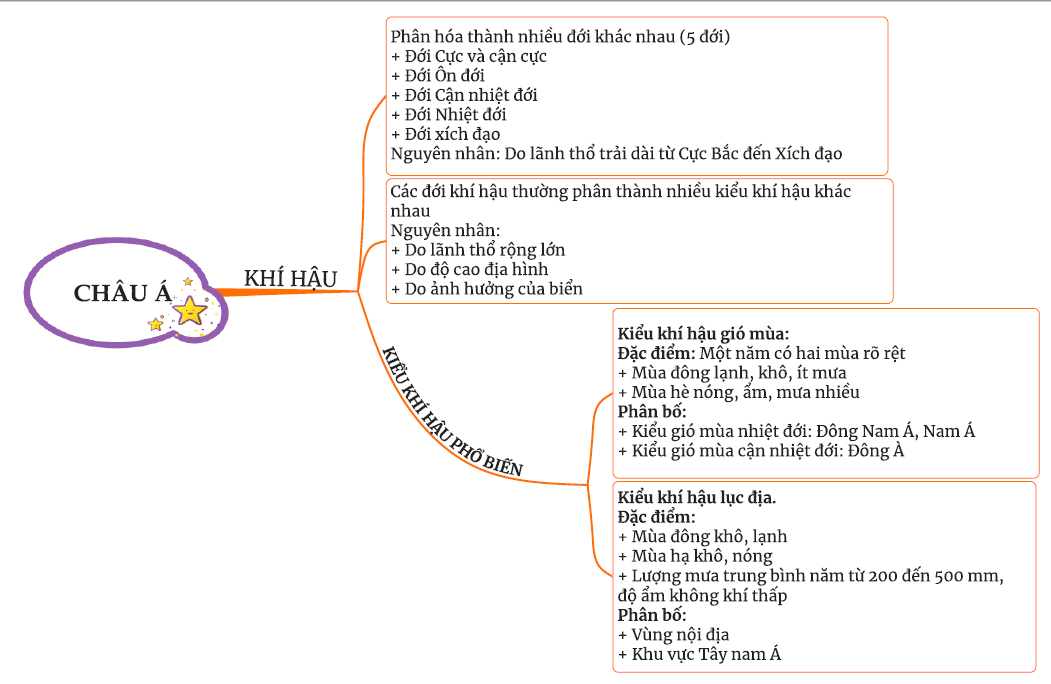 CHÂU Á
KHÍ HẬU
Phân hóa thành nhiều đới khác nhau (5 đới)
+ Đới Cực và cận cực
+ Đới Ôn đới
+ Đới Cận nhiệt đới
+ Đới Nhiệt đới
+ Đới xích đạo
Nguyên nhân: Do lãnh thổ trải dài từ Cực Bắc đến Xích đạo
Các đới khí hậu thường phân thành nhiều kiểu khí hậu khác
nhau
Nguyên nhân:
+ Do lãnh thổ rộng lớn
+ Do độ cao địa hình
+ Do ảnh hưởng của biển
KIỂU KHÍ HẬU PHỔ BIẾN
Kiểu khí hậu gió mùa:
Đặc điểm: Một năm có hai mùa rõ rệt
+ Mùa đông lạnh, khô, ít mưa
+ Mùa hè nóng, ẩm, mưa nhiều
Phân bố:
+ Kiểu gió mùa nhiệt đới: Đông Nam Á, Nam Á
+ Kiểu gió mùa cận nhiệt đới: Đông À
Kiểu khí hậu lục địa.
Đặc điểm:
+ Mùa đông khô, lạnh
+ Mùa hạ khô, nóng
+ Lượng mưa trung bình năm từ 200 đến 500 mm,
độ ẩm không khí thấp
Phân bố:
+ Vùng nội địa
+ Khu vực Tây nam Á